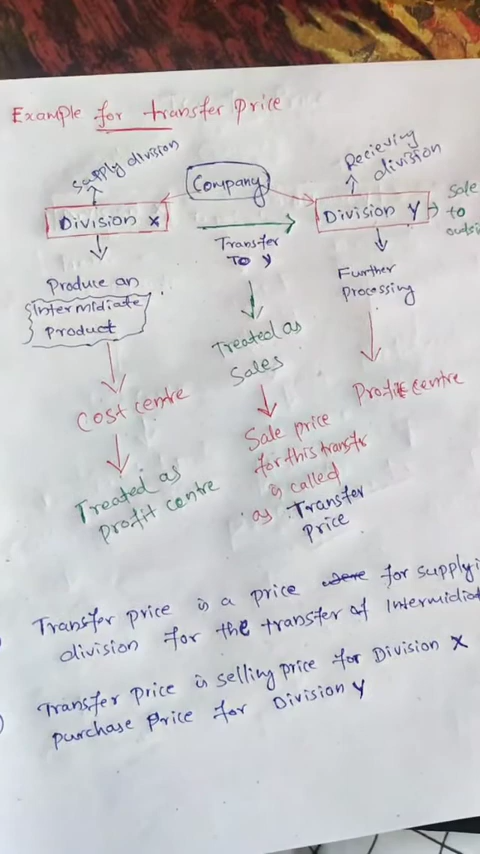 Example for transfer price
Supply division
Company
Recieving
division
Division X
Transfer
To Y
Division Y
Sale
to
Produce an
intermidiate
product
Treated as
Sales
Further
Processing
Cost centre
Treated as
profit centre
Sale price
for this transfr
is called
as Transfer
price
Profit centre
Transfer price is a price for
division for the transfer of
Transfer price is selling price for Division X
purchase price for Division Y